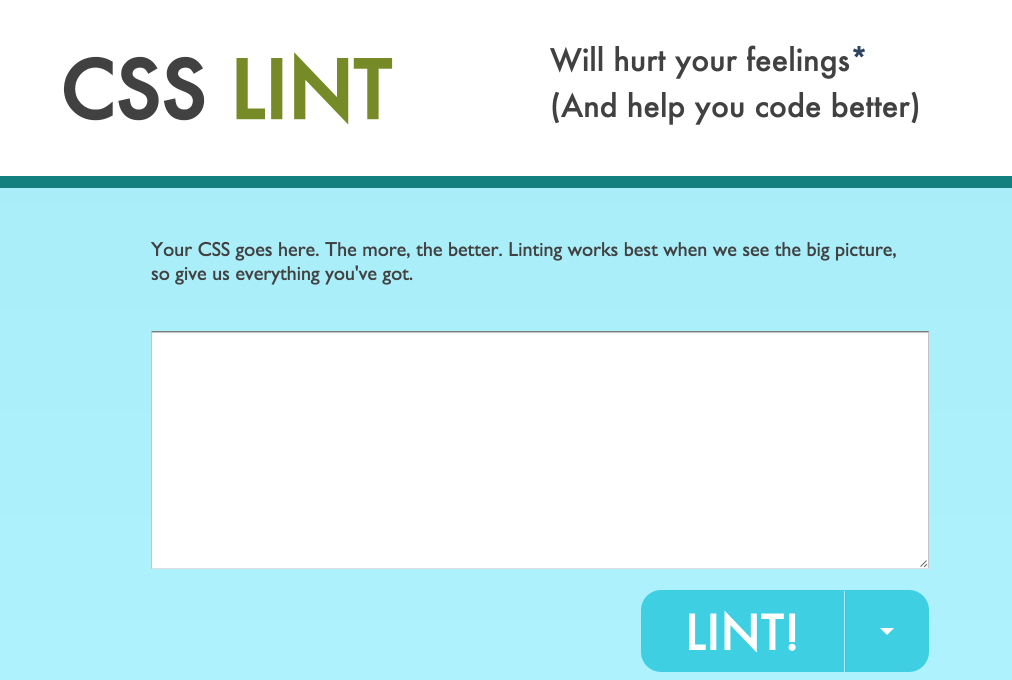 CSS LINT
Will hurt your feelings*
(And help you code better)
Your CSS goes here. The more, the better. Linting works best when we see the big picture,
so give us everything you've got.
LINT!